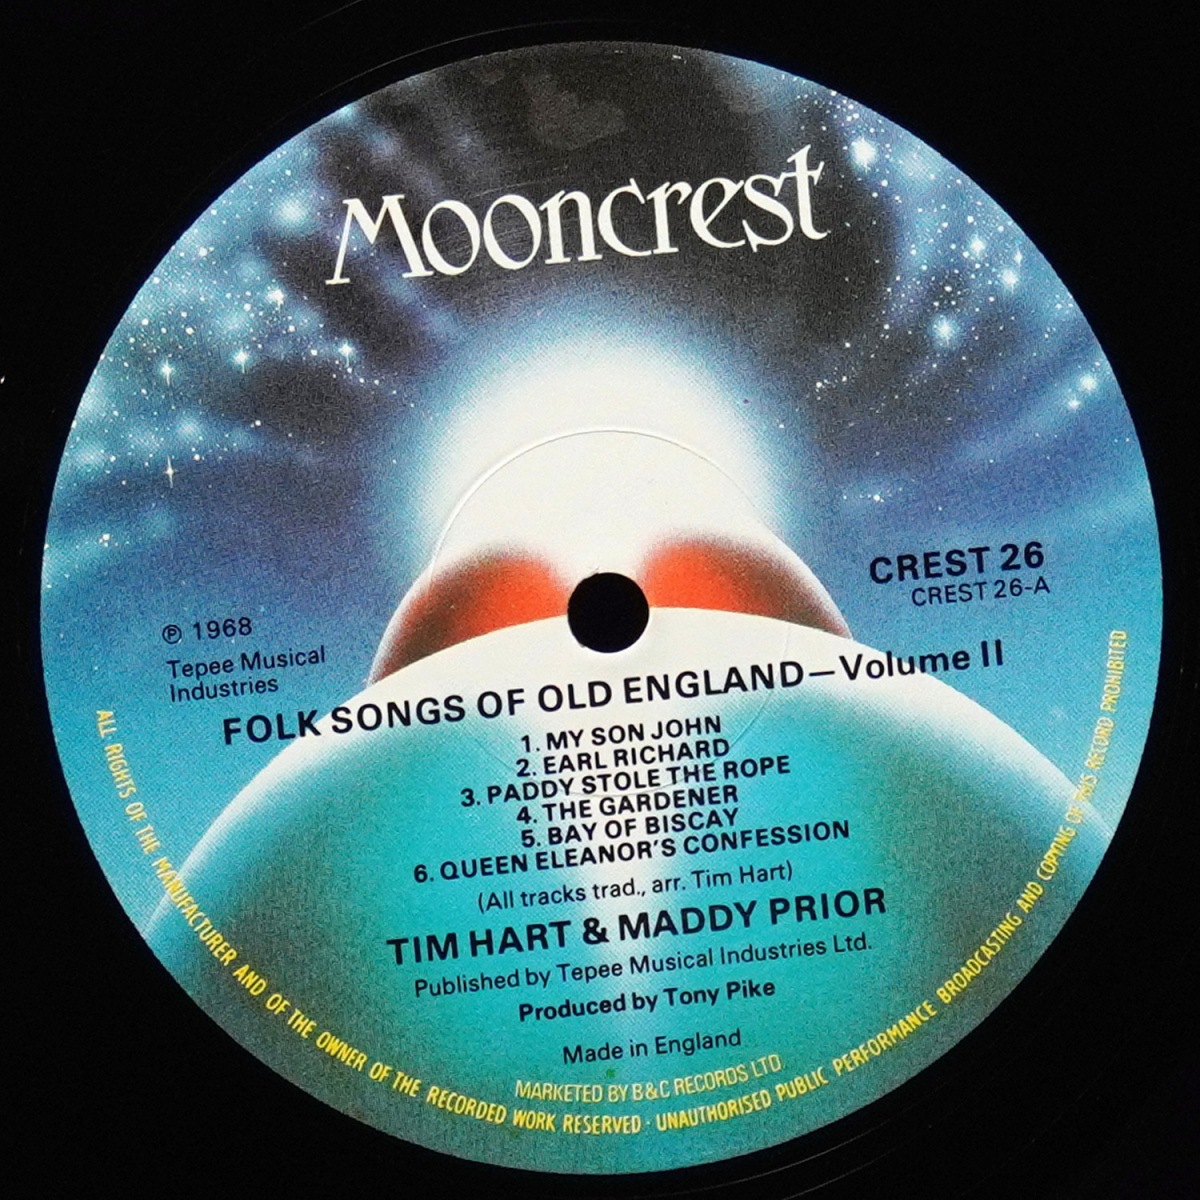 Mooncrest
CREST 26
CREST 26-A
℗ 1968
Tepee Musical
Industries
FOLK SONGS OF OLD ENGLAND—Volume II
1. MY SON JOHN
2. EARL RICHARD
3. PADDY STOLE THE ROPE
4. THE GARDENER
5. BAY OF BISCAY
6. QUEEN ELEANOR'S CONFESSION
(All tracks trad., arr. Tim Hart)
TIM HART & MADDY PRIOR
Published by Tepee Musical Industries Ltd.
Produced by Tony Pike
Made in England
MARKETED BY B&C RECORDS LTD.
ALL RIGHTS OF THE MANUFACTURER AND OF THE OWNER OF THE RECORDED WORK RESERVED · UNAUTHORISED PUBLIC PERFORMANCE BROADCASTING AND COPYING OF THIS RECORD PROHIBITED